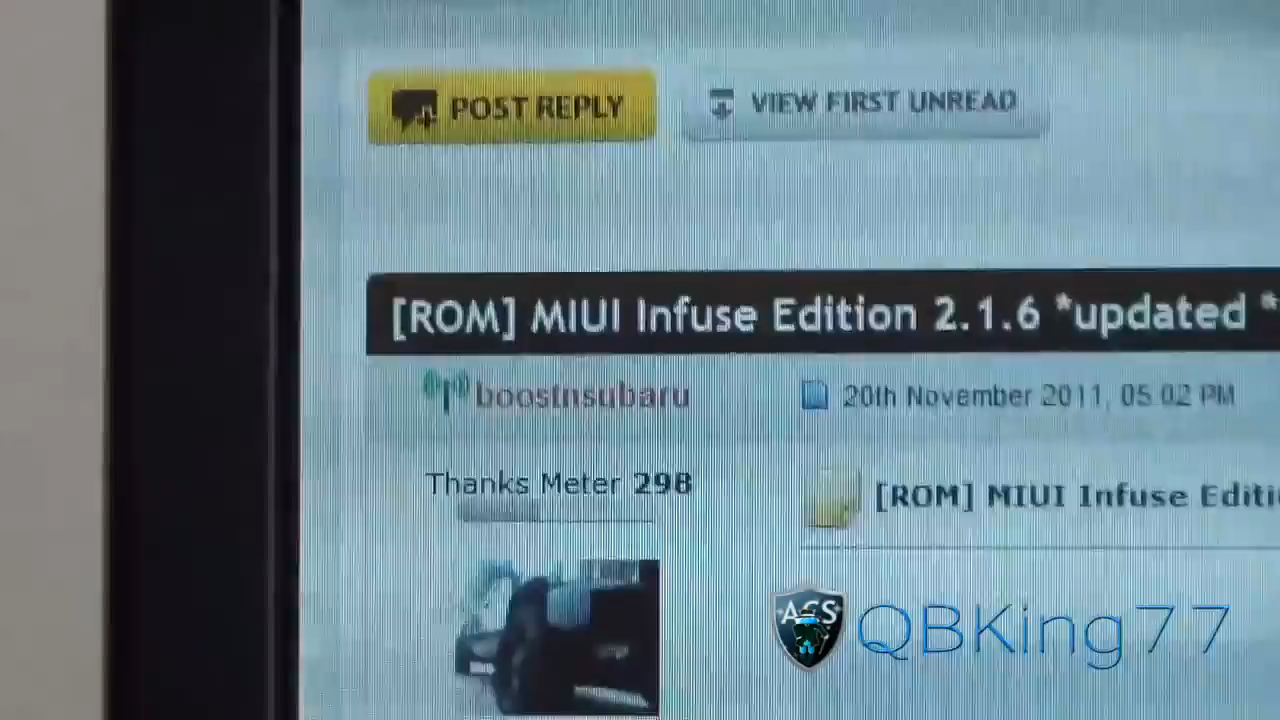 POST REPLY
VIEW FIRST UNREAD
[ROM] MIUI Infuse Edition 2.1.6 *updated *
boostnsubaru
20th November 2011, 05:02 PM
Thanks Meter 298
[ROM] MIUI Infuse Editi
AGS
QBKing77